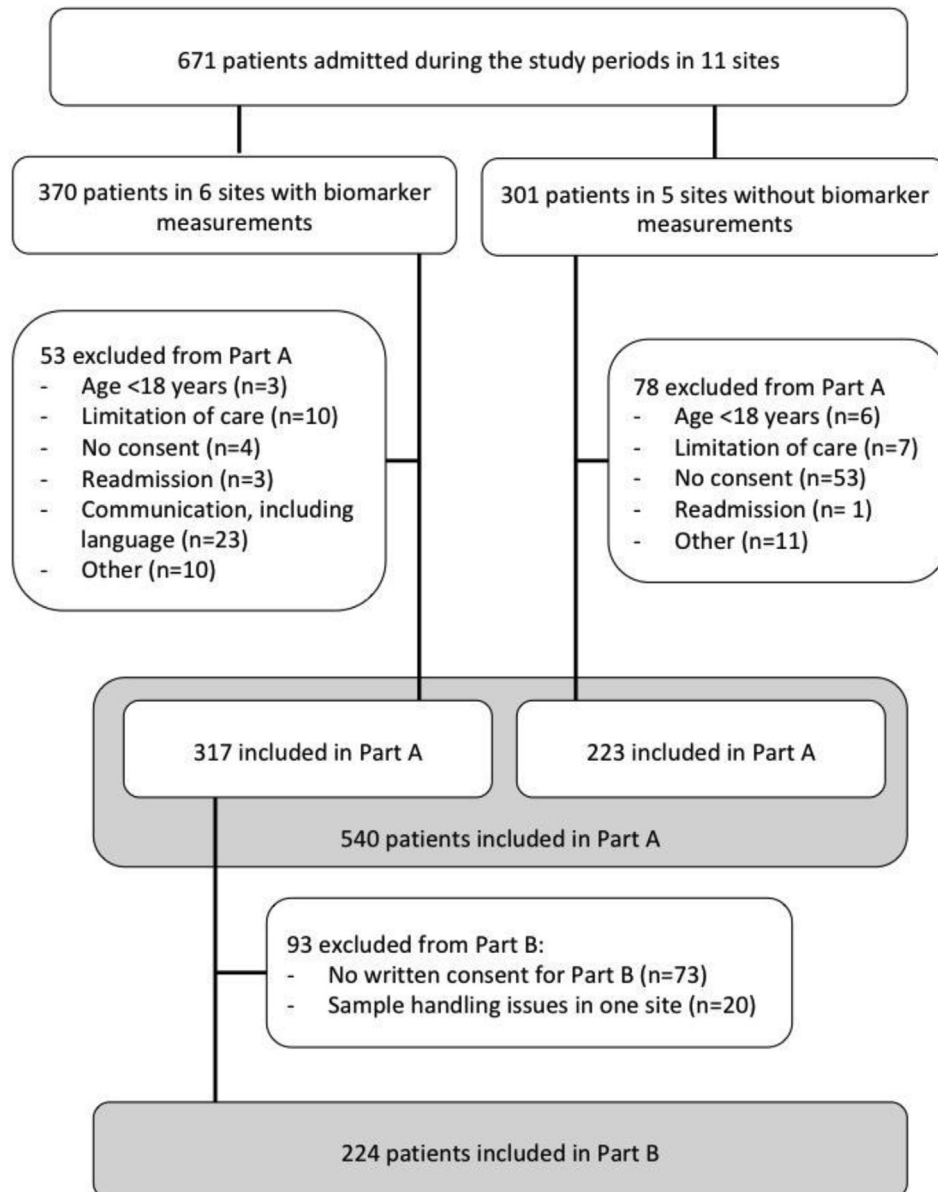 671 patients admitted during the study periods in 11 sites
370 patients in 6 sites with biomarker
measurements
301 patients in 5 sites without biomarker
measurements
53 excluded from Part A
- Age <18 years (n=3)
- Limitation of care (n=10)
- No consent (n=4)
- Readmission (n=3)
- Communication, including
language (n=23)
- Other (n=10)
78 excluded from Part A
- Age <18 years (n=6)
- Limitation of care (n=7)
- No consent (n=53)
- Readmission (n= 1)
- Other (n=11)
317 included in Part A
223 included in Part A
540 patients included in Part A
93 excluded from Part B:
- No written consent for Part B (n=73)
- Sample handling issues in one site (n=20)
224 patients included in Part B